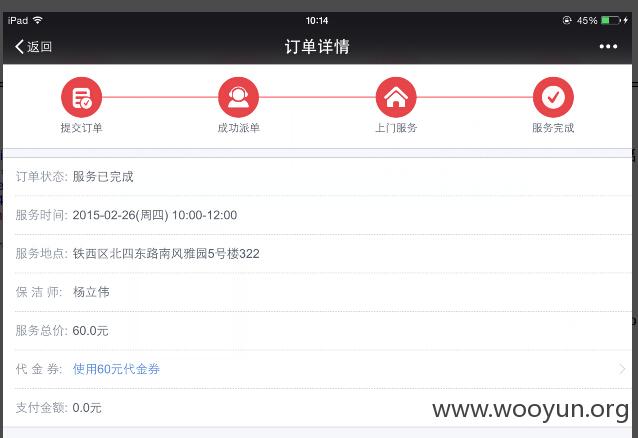 iPad 10:14 45%
返回 订单详情 •••
提交订单 成功派单 上门服务 服务完成
订单状态: 服务已完成
服务时间: 2015-02-26(周四) 10:00-12:00
服务地点: 铁西区北四东路南风雅园5号楼322
保 洁 师: 杨立伟
服务总价: 60.0元
代 金 券: 使用60元代金券
支付金额: 0.0元
www.wooyun.org